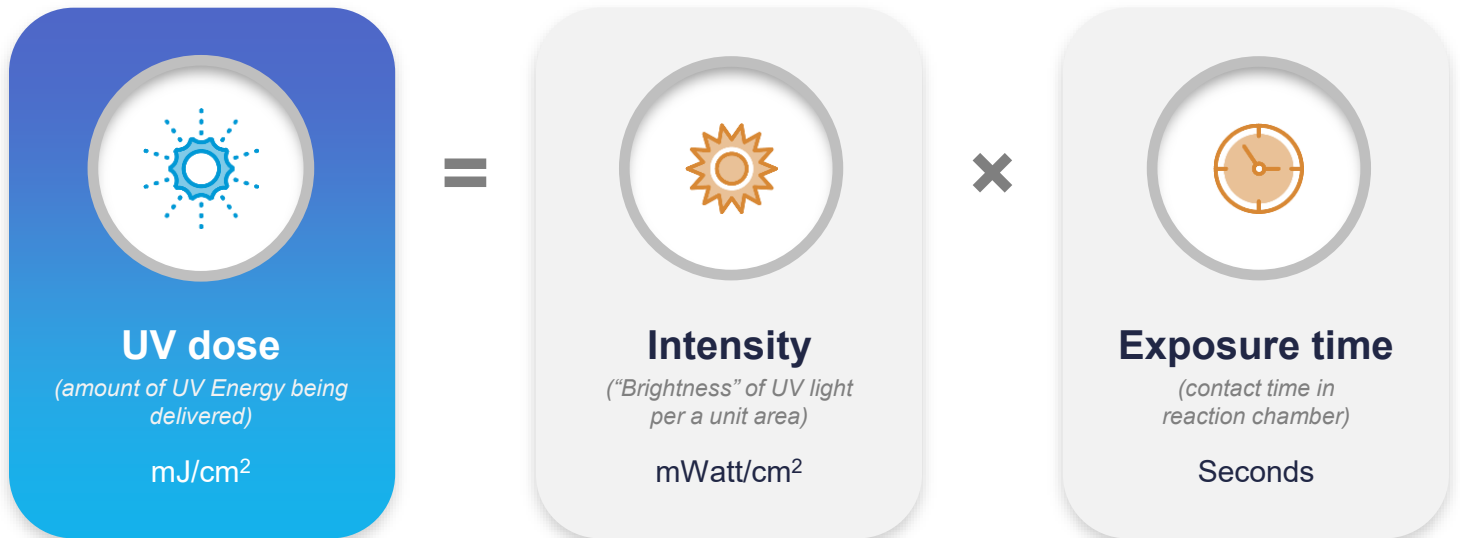 UV dose
(amount of UV Energy being
delivered)
mJ/cm²
=
Intensity
(“Brightness” of UV light
per a unit area)
mWatt/cm²
×
Exposure time
(contact time in
reaction chamber)
Seconds